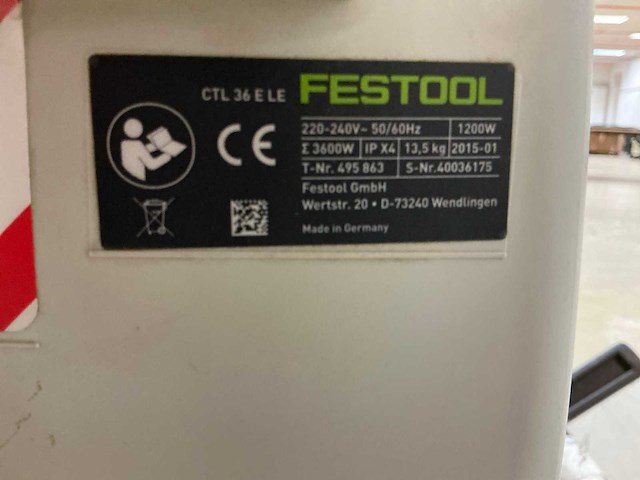 CTL 36 E LE FESTOOL
CE
220-240V~ 50/60Hz 1200W
Σ 3600W IP X4 13,5 kg 2015-01
T-Nr. 495 863 S-Nr.40036175
Festool GmbH
Wertstr. 20 • D-73240 Wendlingen
Made in Germany